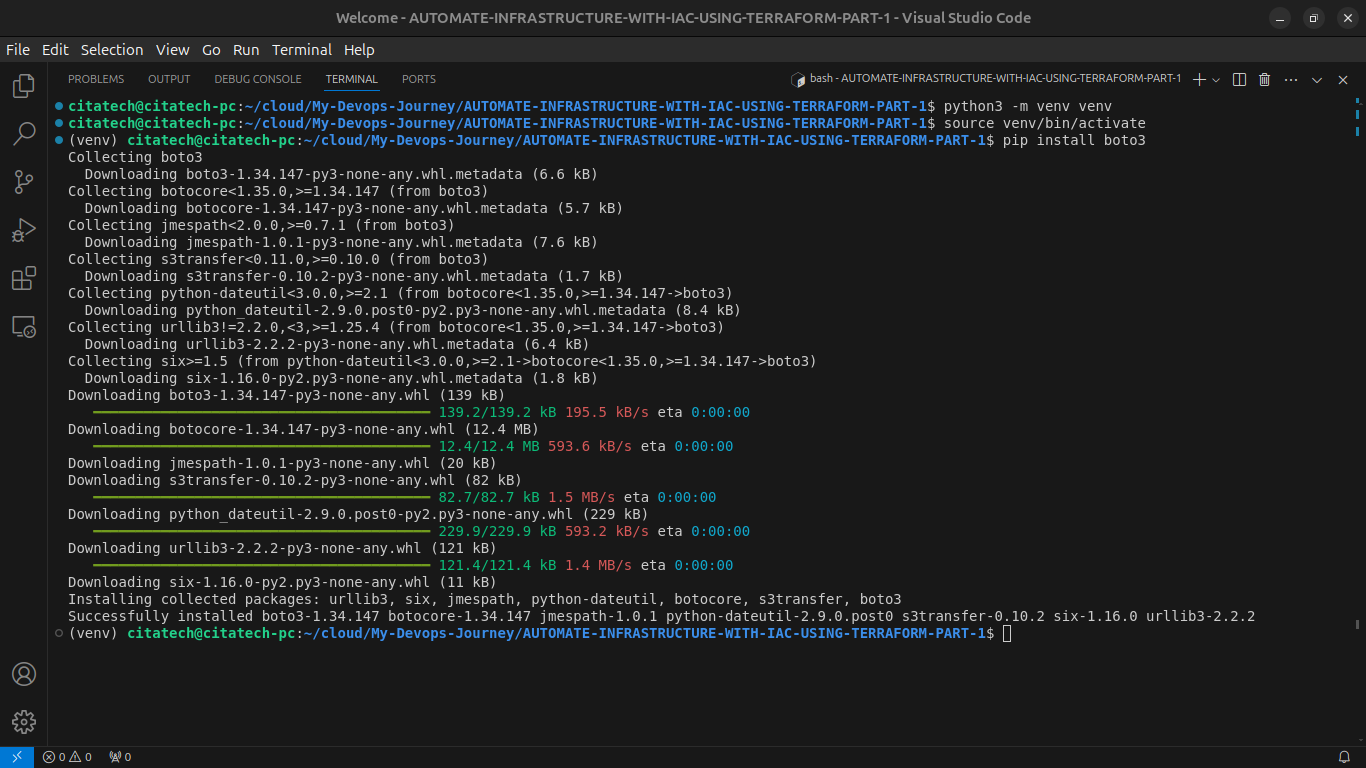 Welcome - AUTOMATE-INFRASTRUCTURE-WITH-IAC-USING-TERRAFORM-PART-1 - Visual Studio Code
File Edit Selection View Go Run Terminal Help
PROBLEMS OUTPUT DEBUG CONSOLE TERMINAL PORTS bash - AUTOMATE-INFRASTRUCTURE-WITH-IAC-USING-TERRAFORM-PART-1
citatech@citatech-pc:~/cloud/My-Devops-Journey/AUTOMATE-INFRASTRUCTURE-WITH-IAC-USING-TERRAFORM-PART-1$ python3 -m venv venv
citatech@citatech-pc:~/cloud/My-Devops-Journey/AUTOMATE-INFRASTRUCTURE-WITH-IAC-USING-TERRAFORM-PART-1$ source venv/bin/activate
(venv) citatech@citatech-pc:~/cloud/My-Devops-Journey/AUTOMATE-INFRASTRUCTURE-WITH-IAC-USING-TERRAFORM-PART-1$ pip install boto3
Collecting boto3
Downloading boto3-1.34.147-py3-none-any.whl.metadata (6.6 kB)
Collecting botocore<1.35.0,>=1.34.147 (from boto3)
Downloading botocore-1.34.147-py3-none-any.whl.metadata (5.7 kB)
Collecting jmespath<2.0.0,>=0.7.1 (from boto3)
Downloading jmespath-1.0.1-py3-none-any.whl.metadata (7.6 kB)
Collecting s3transfer<0.11.0,>=0.10.0 (from boto3)
Downloading s3transfer-0.10.2-py3-none-any.whl.metadata (1.7 kB)
Collecting python-dateutil<3.0.0,>=2.1 (from botocore<1.35.0,>=1.34.147->boto3)
Downloading python_dateutil-2.9.0.post0-py2.py3-none-any.whl.metadata (8.4 kB)
Collecting urllib3!=2.2.0,<3,>=1.25.4 (from botocore<1.35.0,>=1.34.147->boto3)
Downloading urllib3-2.2.2-py3-none-any.whl.metadata (6.4 kB)
Collecting six>=1.5 (from python-dateutil<3.0.0,>=2.1->botocore<1.35.0,>=1.34.147->boto3)
Downloading six-1.16.0-py2.py3-none-any.whl.metadata (1.8 kB)
Downloading boto3-1.34.147-py3-none-any.whl (139 kB)
139.2/139.2 kB 195.5 kB/s eta 0:00:00
Downloading botocore-1.34.147-py3-none-any.whl (12.4 MB)
12.4/12.4 MB 593.6 kB/s eta 0:00:00
Downloading jmespath-1.0.1-py3-none-any.whl (20 kB)
Downloading s3transfer-0.10.2-py3-none-any.whl (82 kB)
82.7/82.7 kB 1.5 MB/s eta 0:00:00
Downloading python_dateutil-2.9.0.post0-py2.py3-none-any.whl (229 kB)
229.9/229.9 kB 593.2 kB/s eta 0:00:00
Downloading urllib3-2.2.2-py3-none-any.whl (121 kB)
121.4/121.4 kB 1.4 MB/s eta 0:00:00
Downloading six-1.16.0-py2.py3-none-any.whl (11 kB)
Installing collected packages: urllib3, six, jmespath, python-dateutil, botocore, s3transfer, boto3
Successfully installed boto3-1.34.147 botocore-1.34.147 jmespath-1.0.1 python-dateutil-2.9.0.post0 s3transfer-0.10.2 six-1.16.0 urllib3-2.2.2
(venv) citatech@citatech-pc:~/cloud/My-Devops-Journey/AUTOMATE-INFRASTRUCTURE-WITH-IAC-USING-TERRAFORM-PART-1$
0 0 0